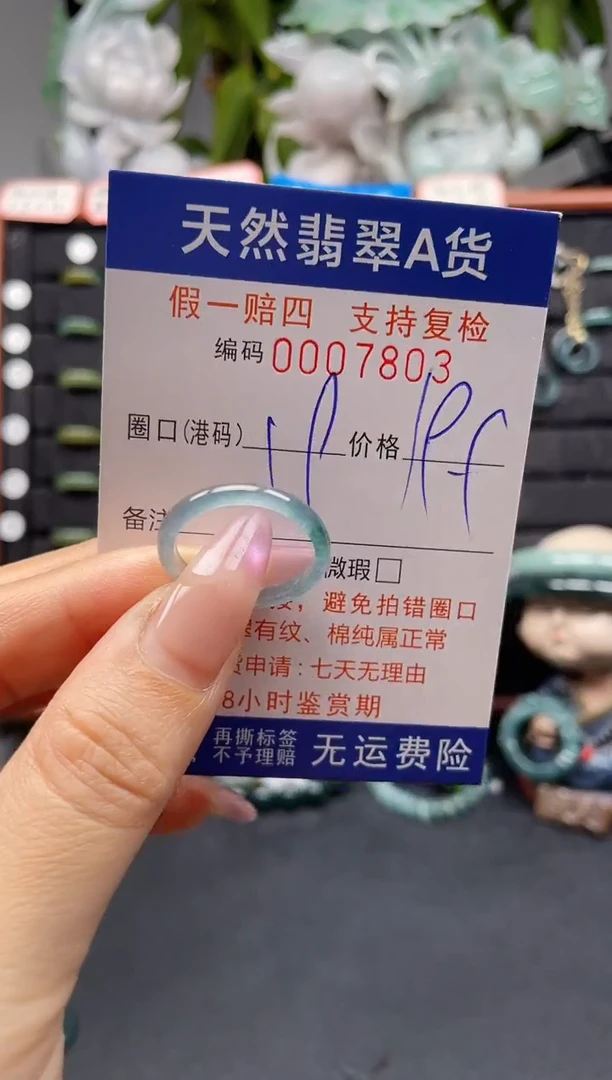 天然翡翠A货
假一赔四 支持复检
编码 0007803
圈口(港码) 价格
备注
微瑕
避免拍错圈口
有纹、棉纯属正常
申请:七天无理由
8小时鉴赏期
再撕标签
不予理赔
无运费险